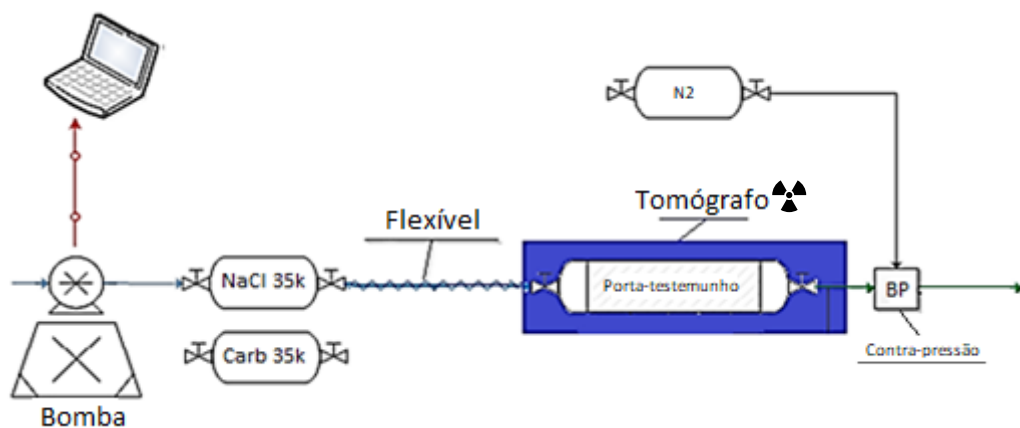 N2
Tomógrafo
Flexível
NaCl 35k
Porta-testemunho
BP
Carb 35k
Contra-pressão
Bomba